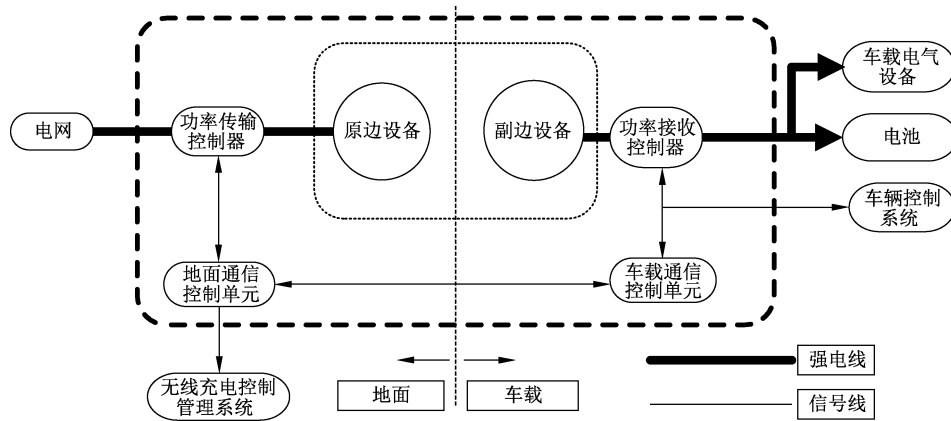 车载电气
设备
电网
功率传输
控制器
原边设备
副边设备
功率接收
控制器
电池
车辆控制
系统
地面通信
控制单元
车载通信
控制单元
无线充电控制
管理系统
地面
车载
强电线
信号线